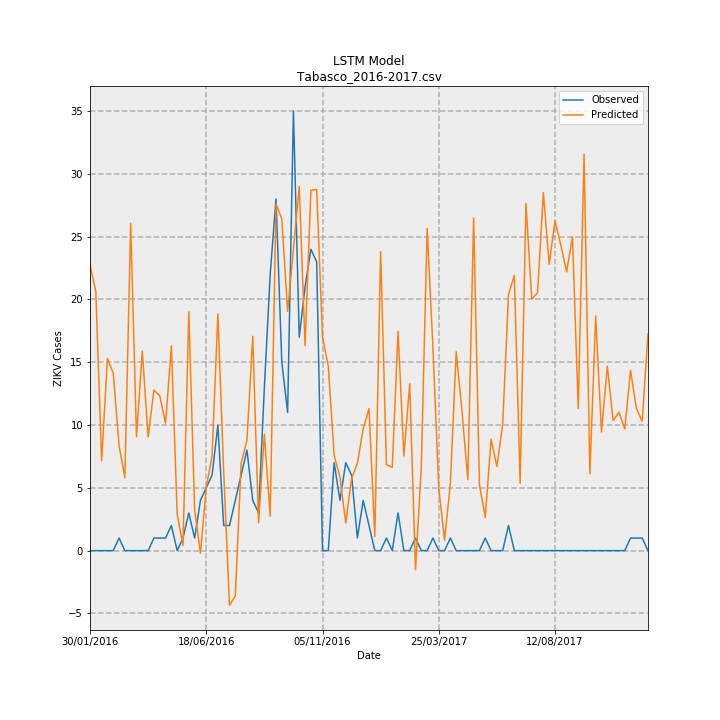 LSTM Model
Tabasco_2016-2017.csv
Observed
Predicted
35
30
25
20
15
10
5
0
−5
ZIKV Cases
30/01/2016 18/06/2016 05/11/2016 25/03/2017 12/08/2017
Date